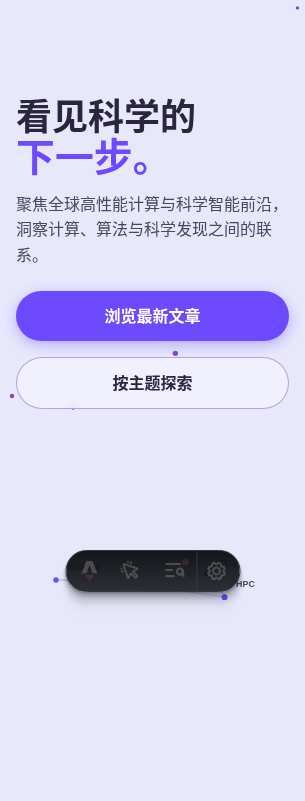 看见科学的
下一步。
聚焦全球高性能计算与科学智能前沿，
洞察计算、算法与科学发现之间的联
系。
浏览最新文章
按主题探索
HPC